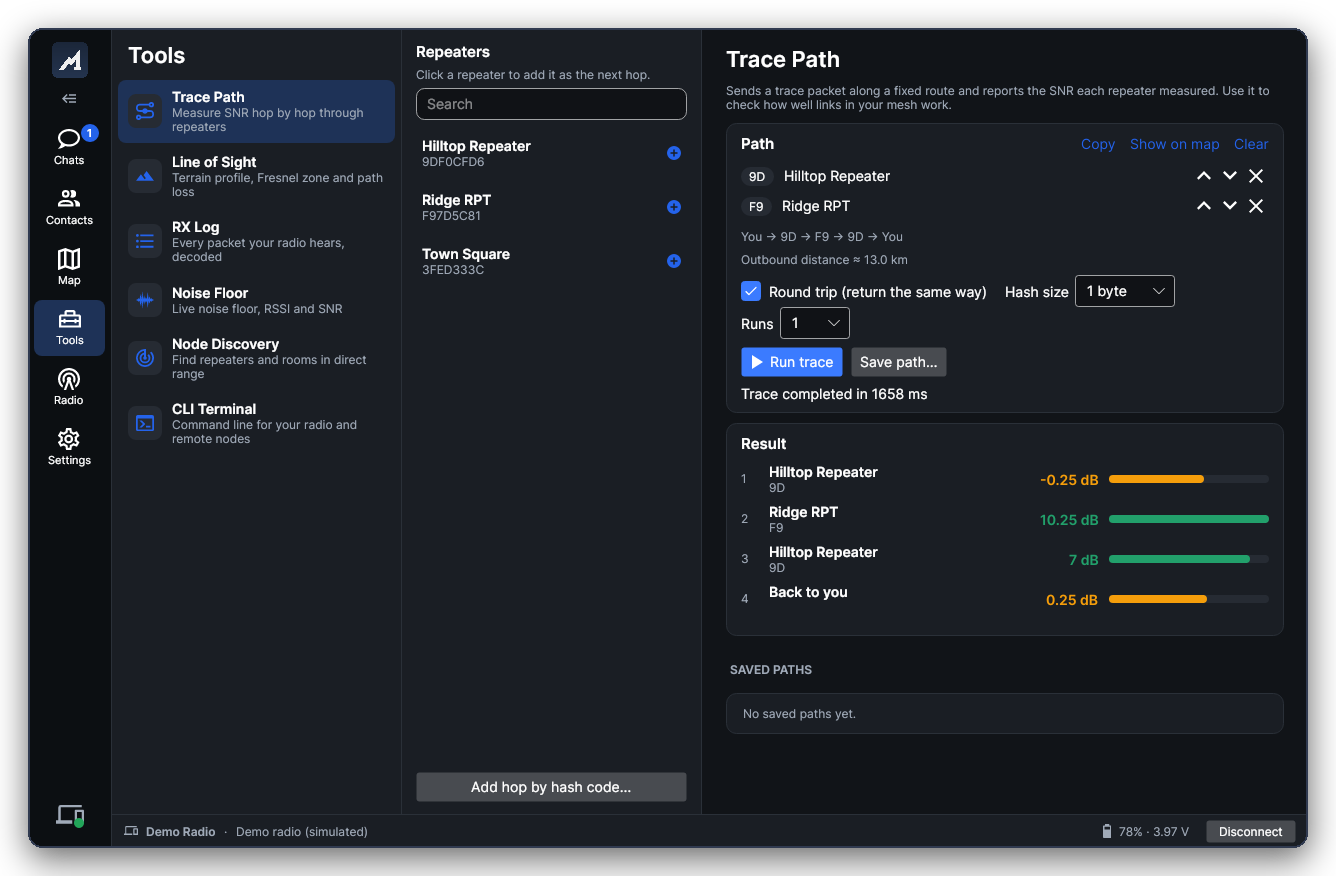 1
Chats
Contacts
Map
Tools
Radio
Settings
Tools
Trace Path
Measure SNR hop by hop through
repeaters
Line of Sight
Terrain profile, Fresnel zone and path
loss
RX Log
Every packet your radio hears,
decoded
Noise Floor
Live noise floor, RSSI and SNR
Node Discovery
Find repeaters and rooms in direct
range
CLI Terminal
Command line for your radio and
remote nodes
Repeaters
Click a repeater to add it as the next hop.
Search
Hilltop Repeater
9DF0CFD6
Ridge RPT
F97D5C81
Town Square
3FED333C
Add hop by hash code...
Trace Path
Sends a trace packet along a fixed route and reports the SNR each repeater measured. Use it to
check how well links in your mesh work.
Path Copy Show on map Clear
9D Hilltop Repeater
F9 Ridge RPT
You → 9D → F9 → 9D → You
Outbound distance ≈ 13.0 km
Round trip (return the same way) Hash size 1 byte
Runs 1
Run trace Save path...
Trace completed in 1658 ms
Result
1 Hilltop Repeater -0.25 dB
9D
2 Ridge RPT 10.25 dB
F9
3 Hilltop Repeater 7 dB
9D
4 Back to you 0.25 dB
SAVED PATHS
No saved paths yet.
Demo Radio · Demo radio (simulated) 78% · 3.97 V Disconnect